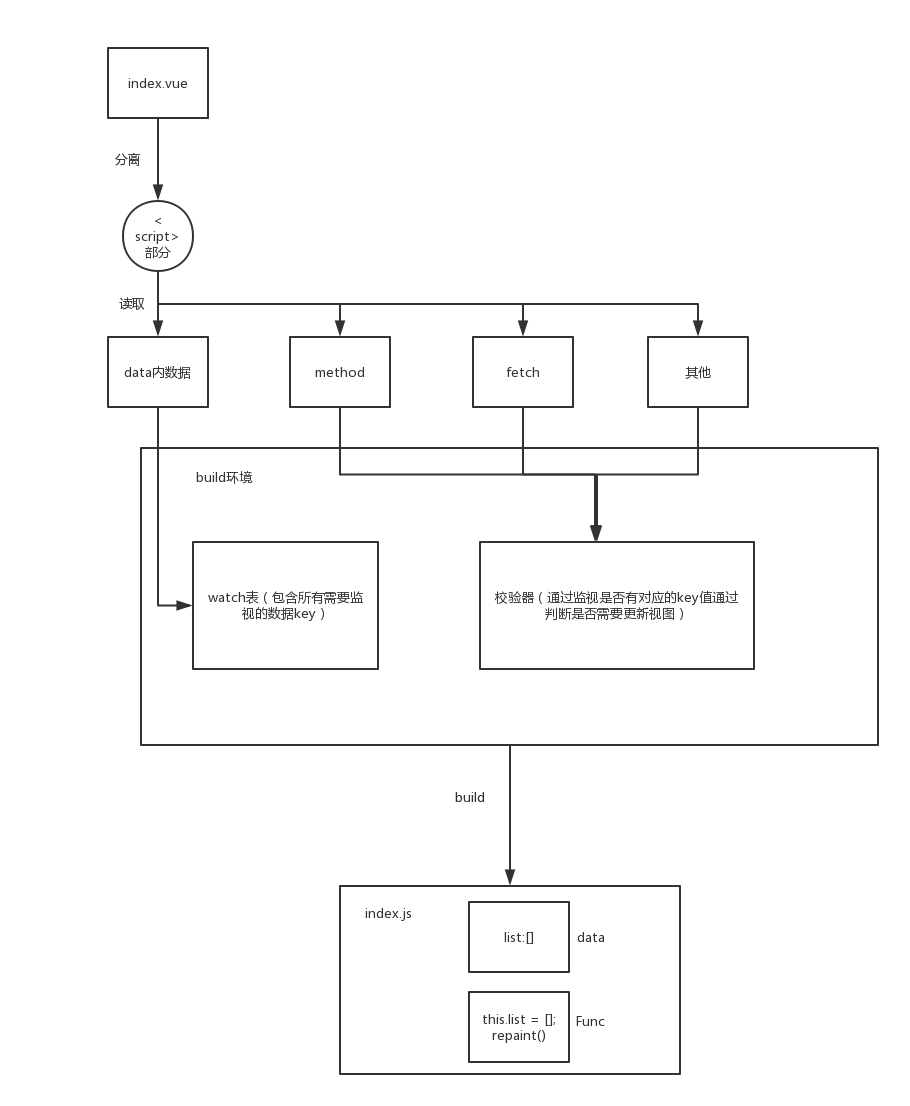 index.vue
分离
<
script>
部分
读取
data内数据
method
fetch
其他
build环境
watch表（包含所有需要监
视的数据key）
校验器（通过监视是否有对应的key值通过
判断是否需要更新视图）
build
index.js
list:[]
data
this.list = [];
repaint()
Func